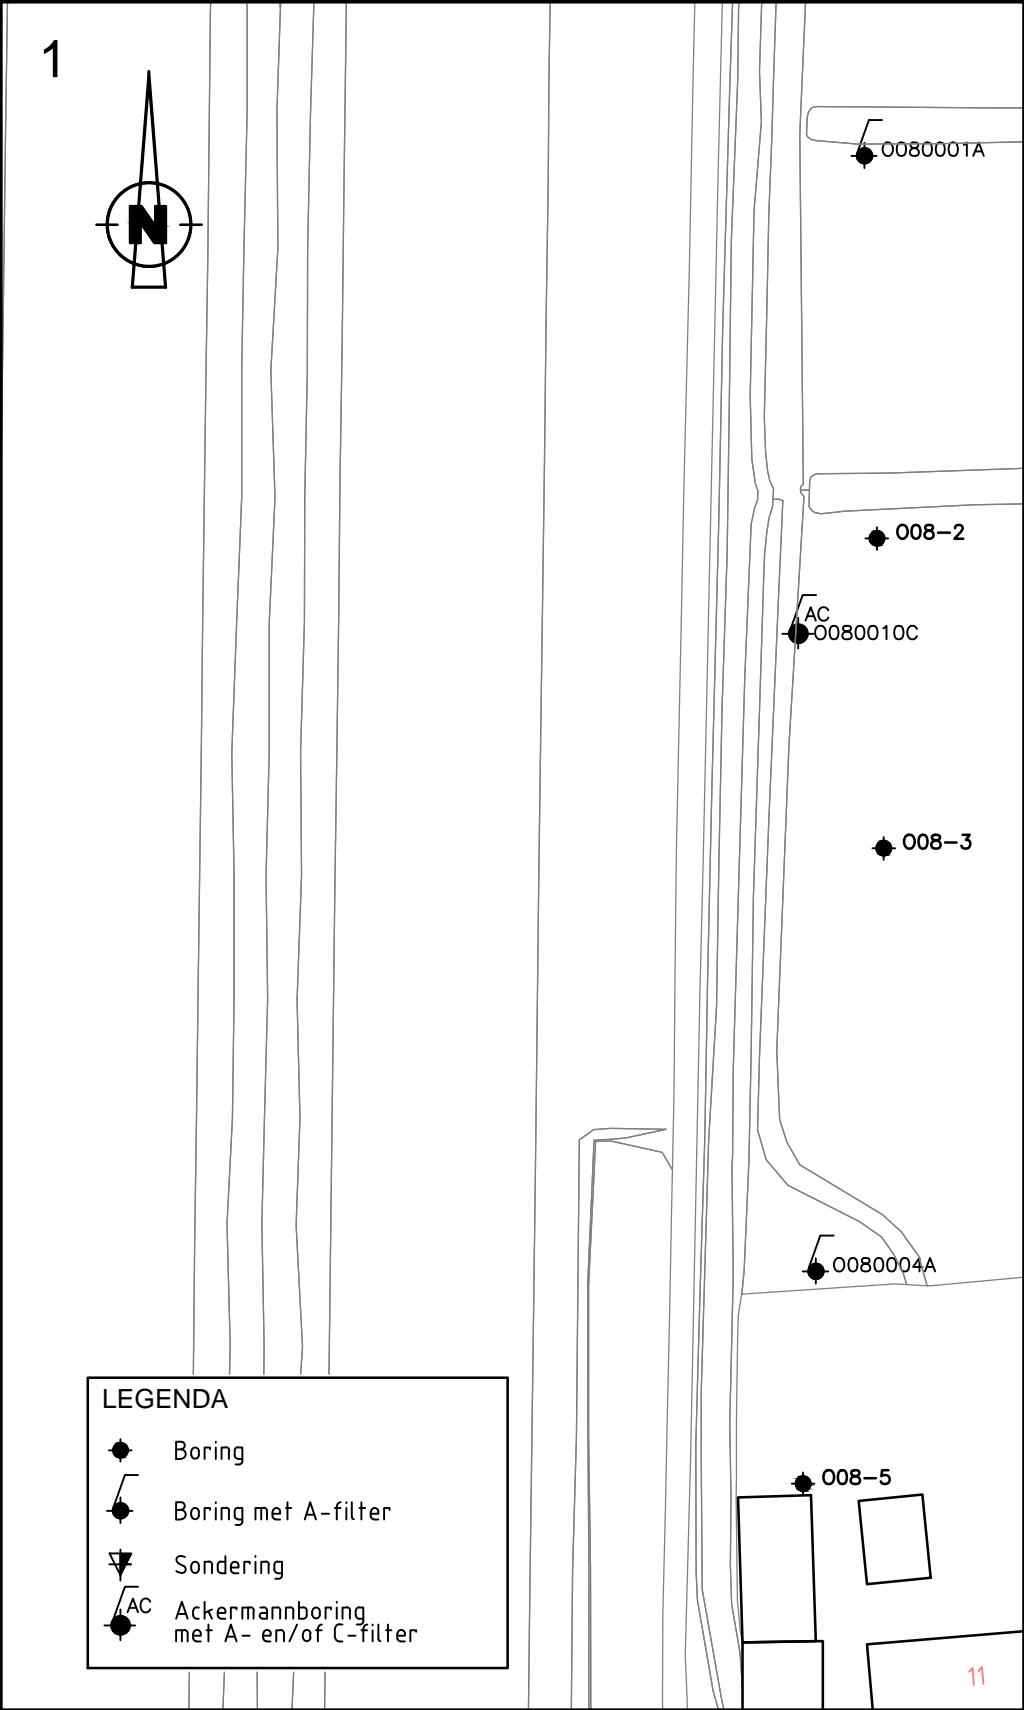 1
N
O080001A
O08-2
AC
O080010C
O08-3
O080004A
O08-5
LEGENDA
Boring
Boring met A-filter
Sondering
AC
Ackermannboring
met A- en/of C-filter
11